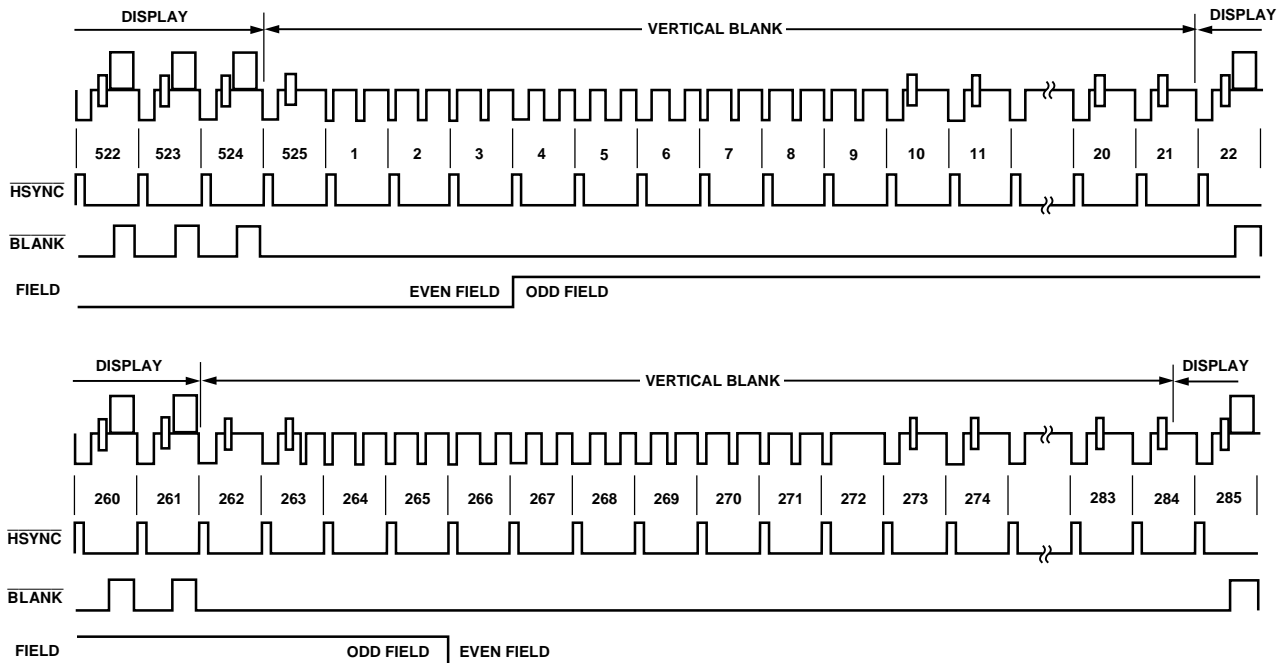 DISPLAY VERTICAL BLANK DISPLAY
522 523 524 525 1 2 3 4 5 6 7 8 9 10 11 20 21 22
HSYNC
BLANK
FIELD EVEN FIELD ODD FIELD
DISPLAY VERTICAL BLANK DISPLAY
260 261 262 263 264 265 266 267 268 269 270 271 272 273 274 283 284 285
HSYNC
BLANK
FIELD ODD FIELD EVEN FIELD